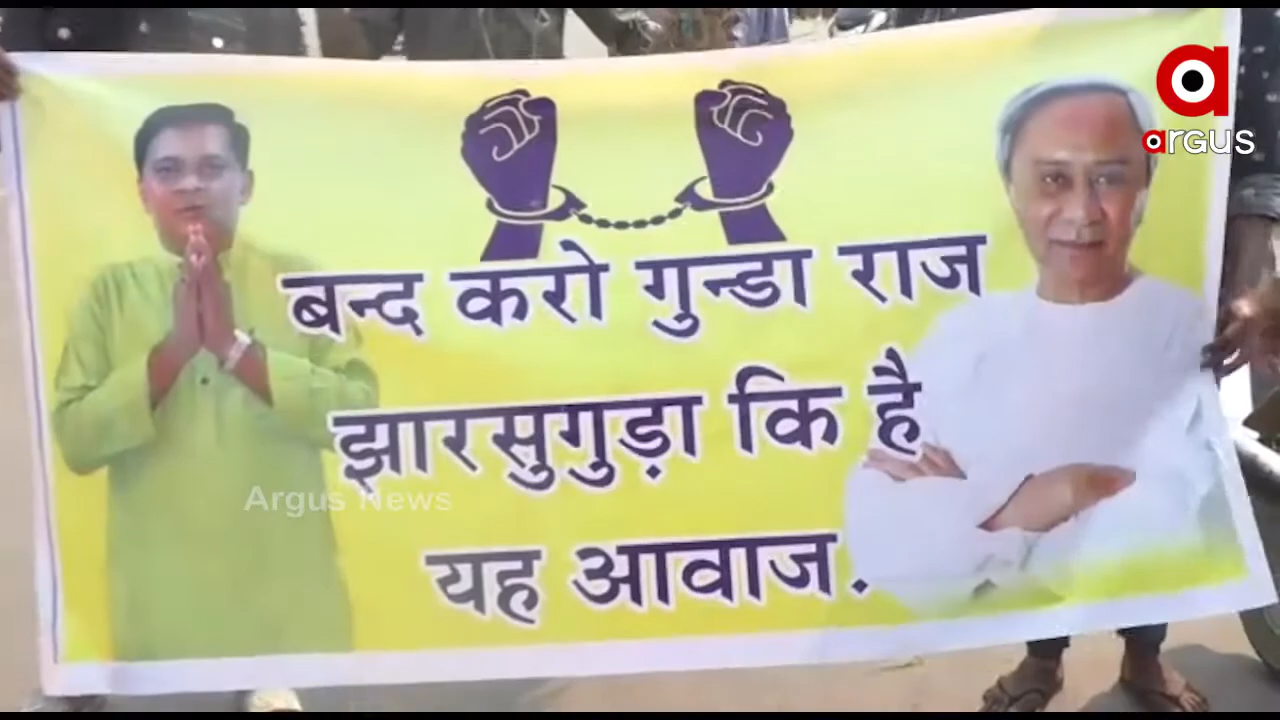 a
argus
बन्द करो गुन्डा राज
झारसुगुड़ा कि है
Argus News
यह आवाज.